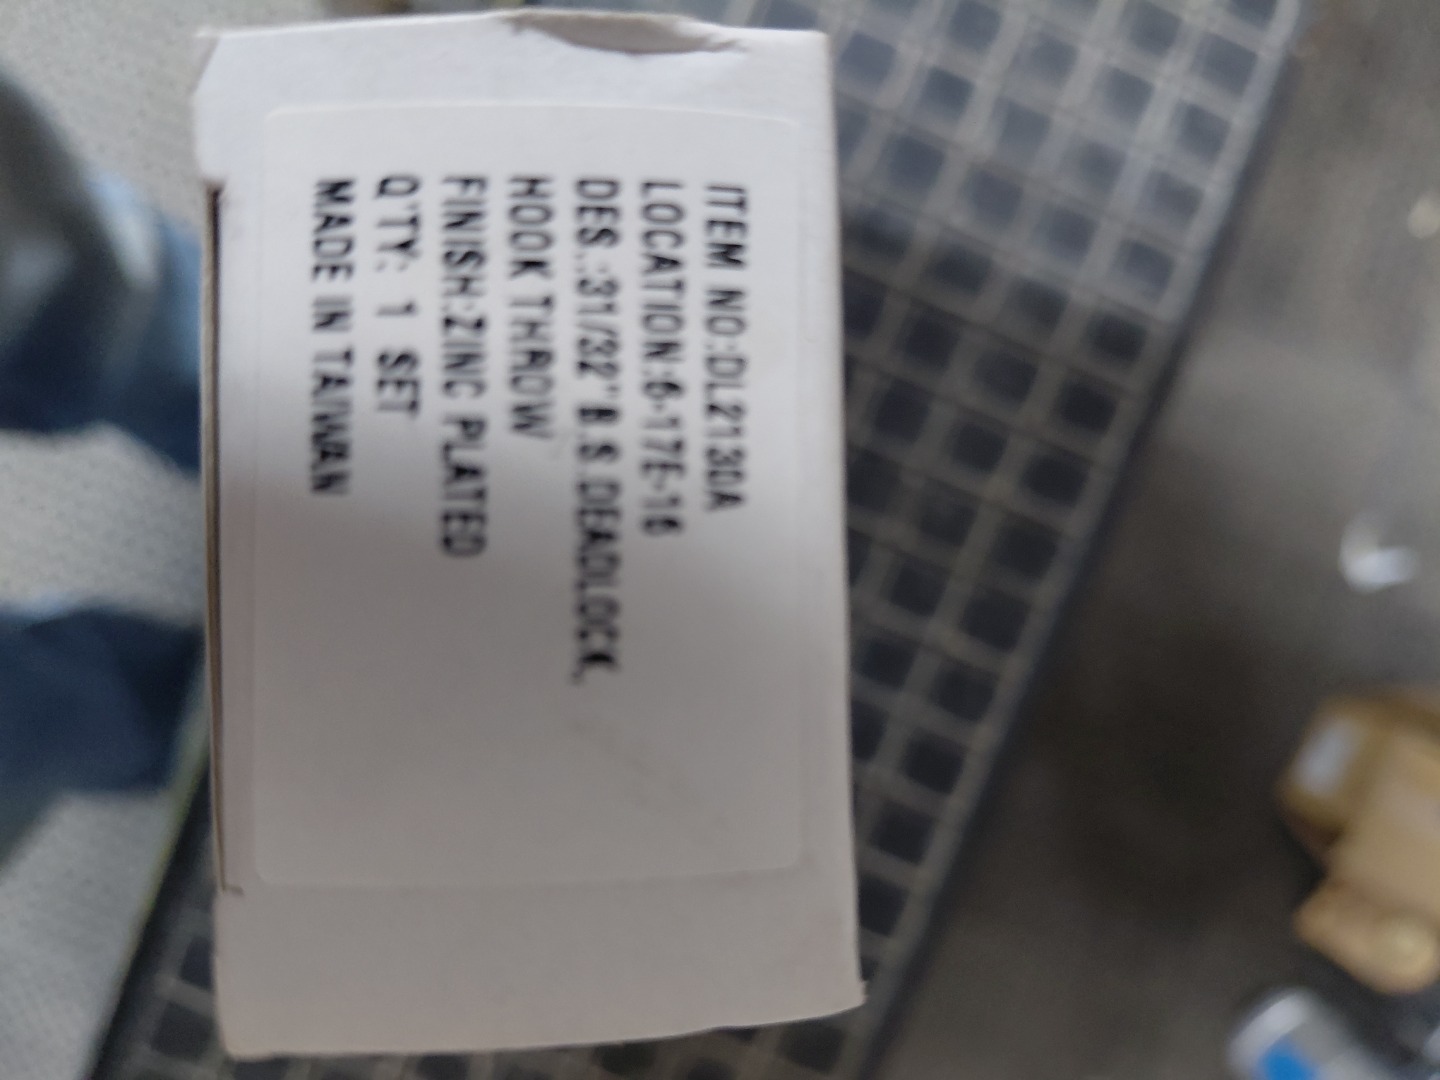 ITEM NO:DL2130A
LOCATION:6-17E-16
DES.:31/32" B.S.DEADLOCK,
HOOK THROW
FINISH:ZINC PLATED
Q'TY: 1 SET
MADE IN TAIWAN